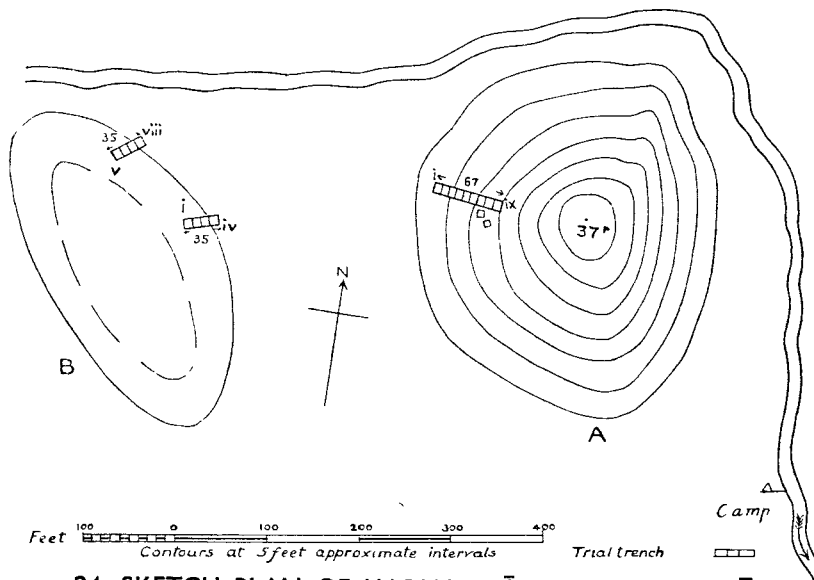 35
viii
v
i
iv
35
B
N
i
67
ix
37
A
Camp
Feet 100 0 100 200 300 400
Contours at 5 feet approximate intervals
Trial trench